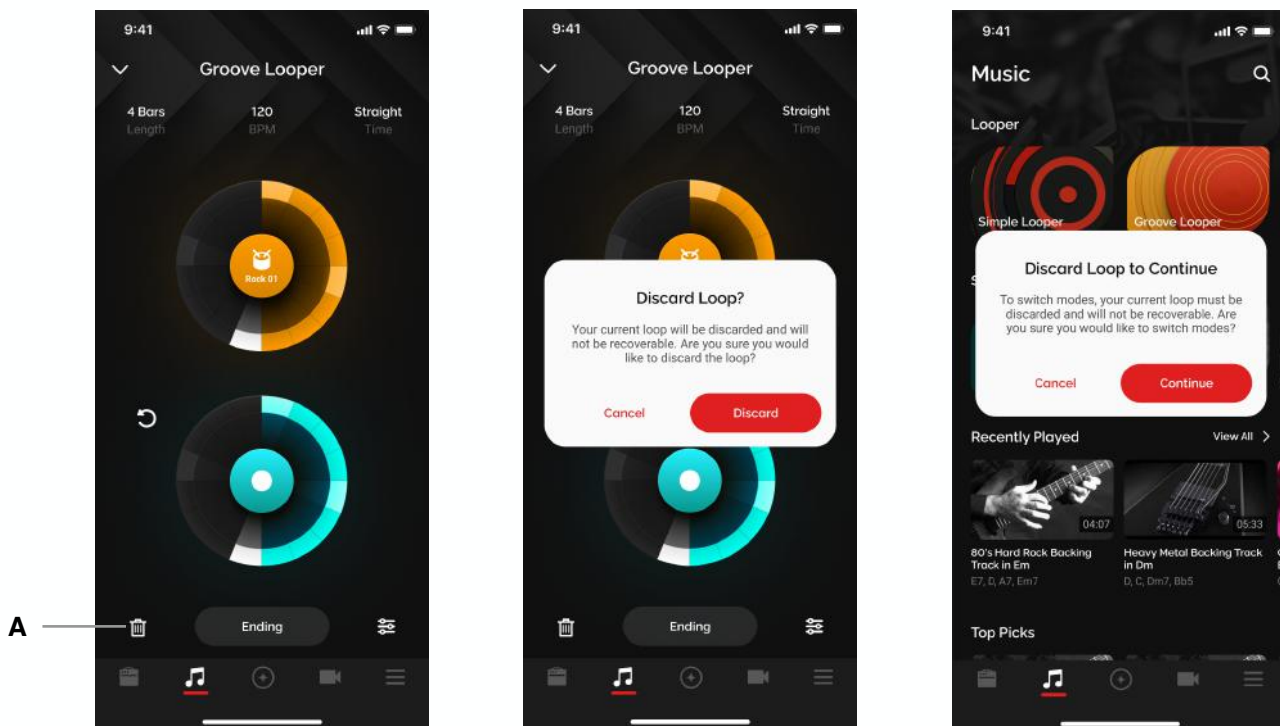 9:41
Groove Looper
4 Bars 120 Straight
Length BPM Time
Rock 01
A
Ending
9:41
Groove Looper
4 Bars 120 Straight
Length BPM Time
Discard Loop?
Your current loop will be discarded and will
not be recoverable. Are you sure you would
like to discard the loop?
Cancel Discard
Ending
9:41
Music
Looper
Simple Looper Groove Looper
S
Discard Loop to Continue
To switch modes, your current loop must be
discarded and will not be recoverable. Are
you sure you would like to switch modes?
Cancel Continue
Recently Played View All
04:07 05:33
80's Hard Rock Backing
Track in Em
E7, D, A7, Em7
Heavy Metal Backing Track
in Dm
D, C, Dm7, Bb5
Top Picks